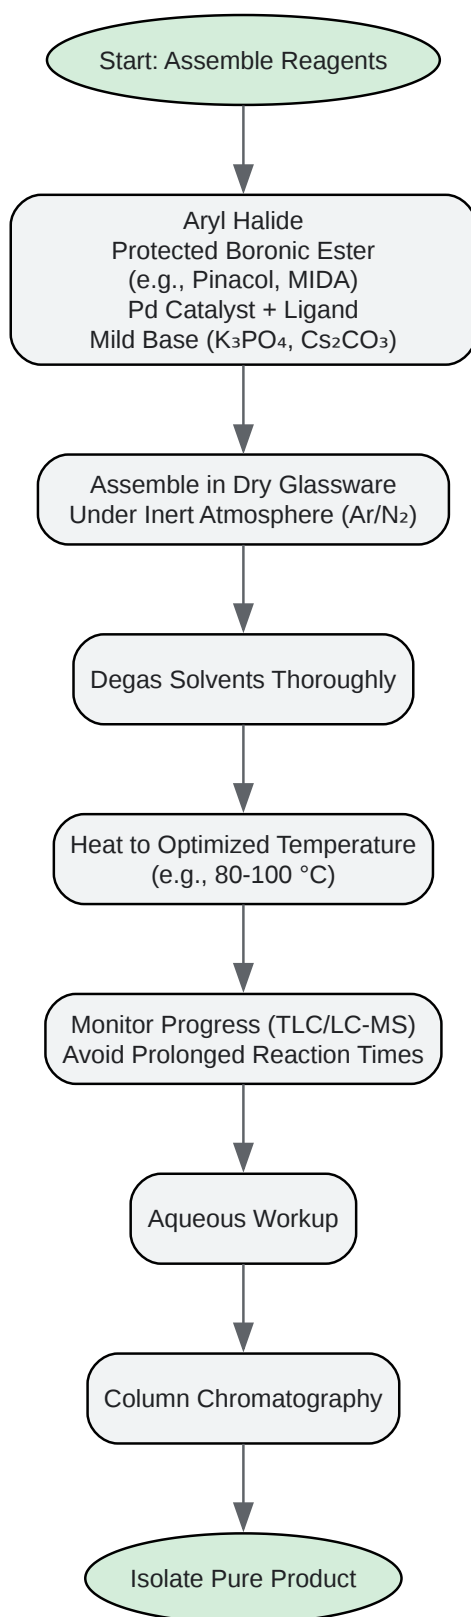 Start: Assemble Reagents
Aryl Halide
Protected Boronic Ester
(e.g., Pinacol, MIDA)
Pd Catalyst + Ligand
Mild Base (K₃PO₄, Cs₂CO₃)
Assemble in Dry Glassware
Under Inert Atmosphere (Ar/N₂)
Degas Solvents Thoroughly
Heat to Optimized Temperature
(e.g., 80-100 °C)
Monitor Progress (TLC/LC-MS)
Avoid Prolonged Reaction Times
Aqueous Workup
Column Chromatography
Isolate Pure Product